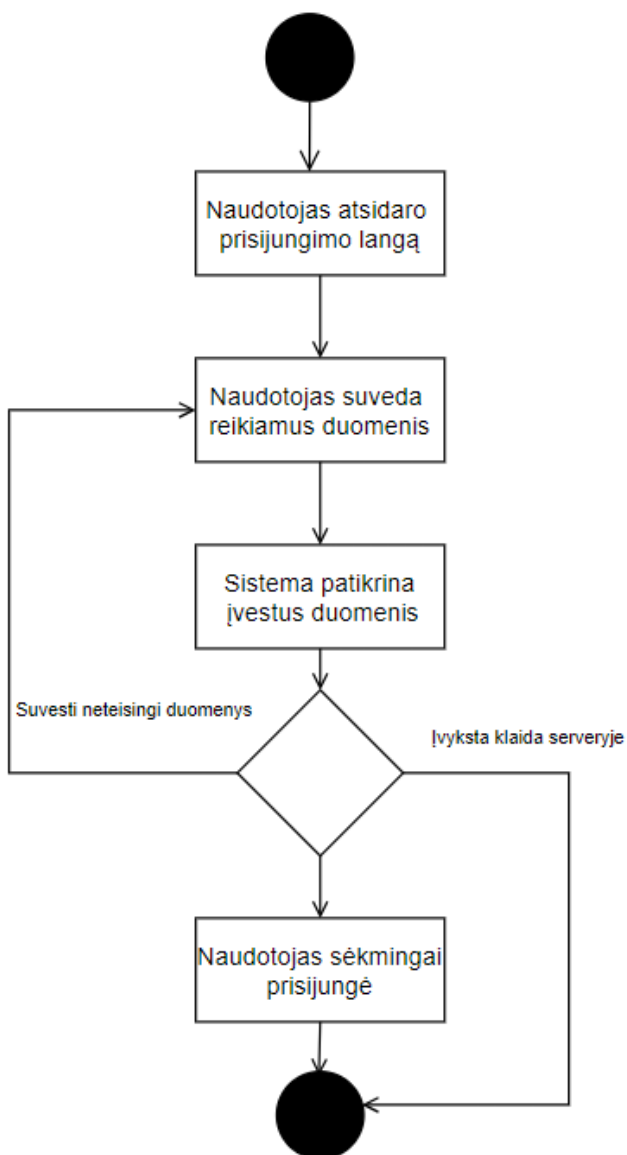 Naudotojas atsidaro
prisijungimo langą
Naudotojas suveda
reikiamus duomenis
Sistema patikrina
įvestus duomenis
Suvesti neteisingi duomenys
Įvyksta klaida serveryje
Naudotojas sėkmingai
prisijungė